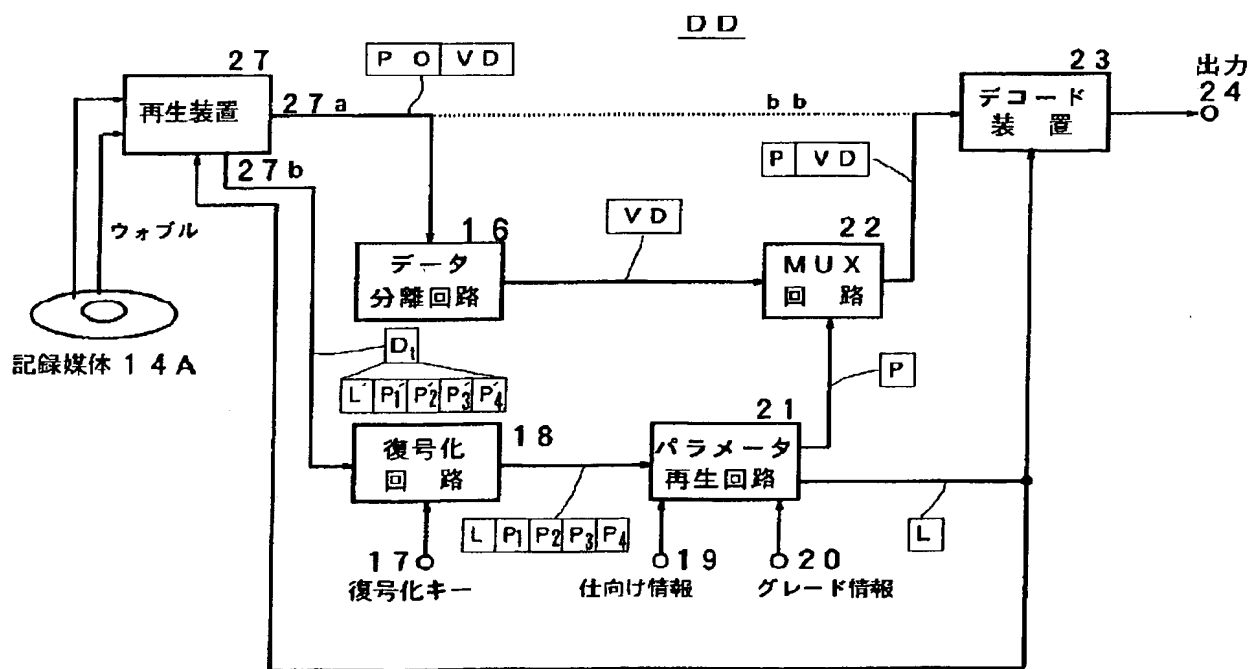 DD
27
再生装置
27a
27b
P O VD
bb
23
デコード
装置
出力
24
P VD
ウォブル
VD
16
データ
分離回路
22
MUX
回路
記録媒体 14A
Dt
L' P1' P2' P3' P4'
P
18
復号化
回路
21
パラメータ
再生回路
L P1 P2 P3 P4
L
17
復号化キー
19
仕向け情報
20
グレード情報